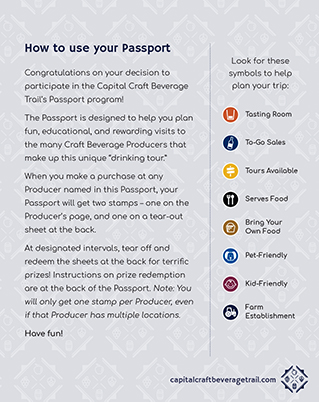 How to use your Passport
Congratulations on your decision to
participate in the Capital Craft Beverage
Trail's Passport program!
The Passport is designed to help you plan
fun, educational, and rewarding visits to
the many Craft Beverage Producers that
make up this unique “drinking tour.”
When you make a purchase at any
Producer named in this Passport, your
Passport will get two stamps – one on the
Producer's page, and one on a tear-out
sheet at the back.
At designated intervals, tear off and
redeem the sheets at the back for terrific
prizes! Instructions on prize redemption
are at the back of the Passport. Note: You
will only get one stamp per Producer, even
if that Producer has multiple locations.
Have fun!
Look for these
symbols to help
plan your trip:
Tasting Room
To-Go Sales
Tours Available
Serves Food
Bring Your
Own Food
Pet-Friendly
Kid-Friendly
Farm
Establishment
capitalcraftbeveragetrail.com